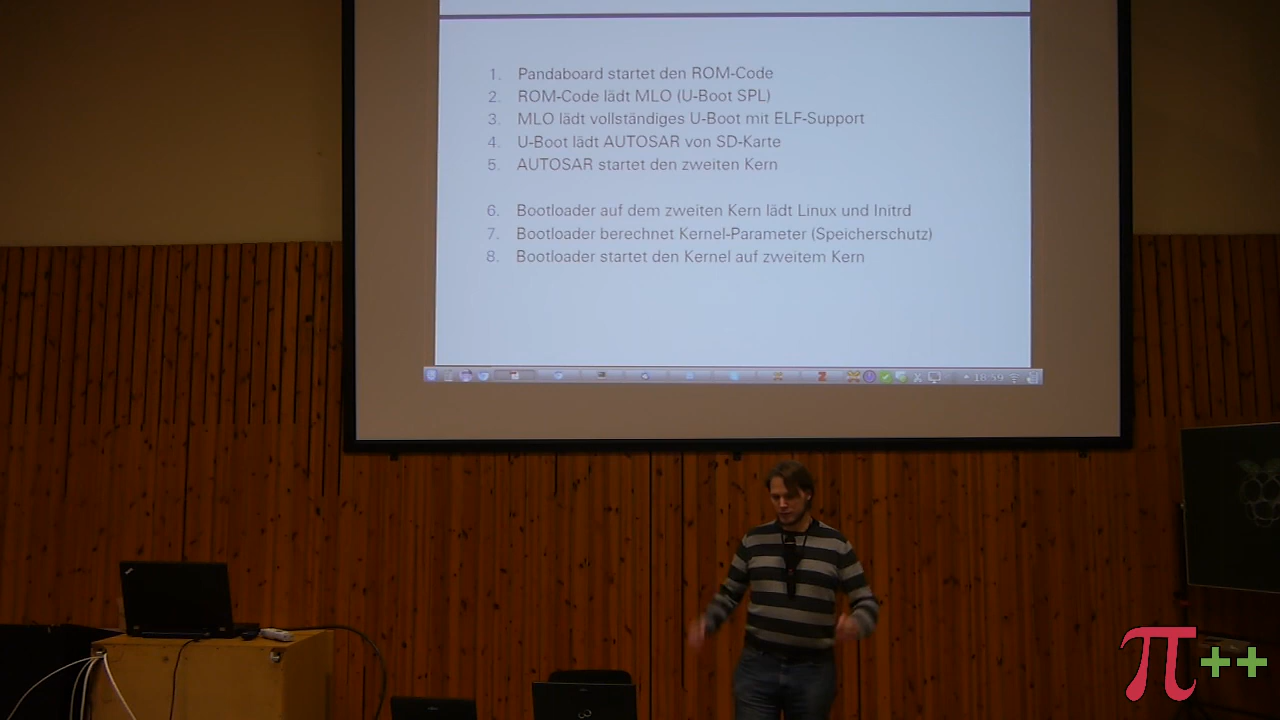 1. Pandaboard startet den ROM-Code
2. ROM-Code lädt MLO (U-Boot SPL)
3. MLO lädt vollständiges U-Boot mit ELF-Support
4. U-Boot lädt AUTOSAR von SD-Karte
5. AUTOSAR startet den zweiten Kern
6. Bootloader auf dem zweiten Kern lädt Linux und Initrd
7. Bootloader berechnet Kernel-Parameter (Speicherschutz)
8. Bootloader startet den Kernel auf zweitem Kern
18:59
π++